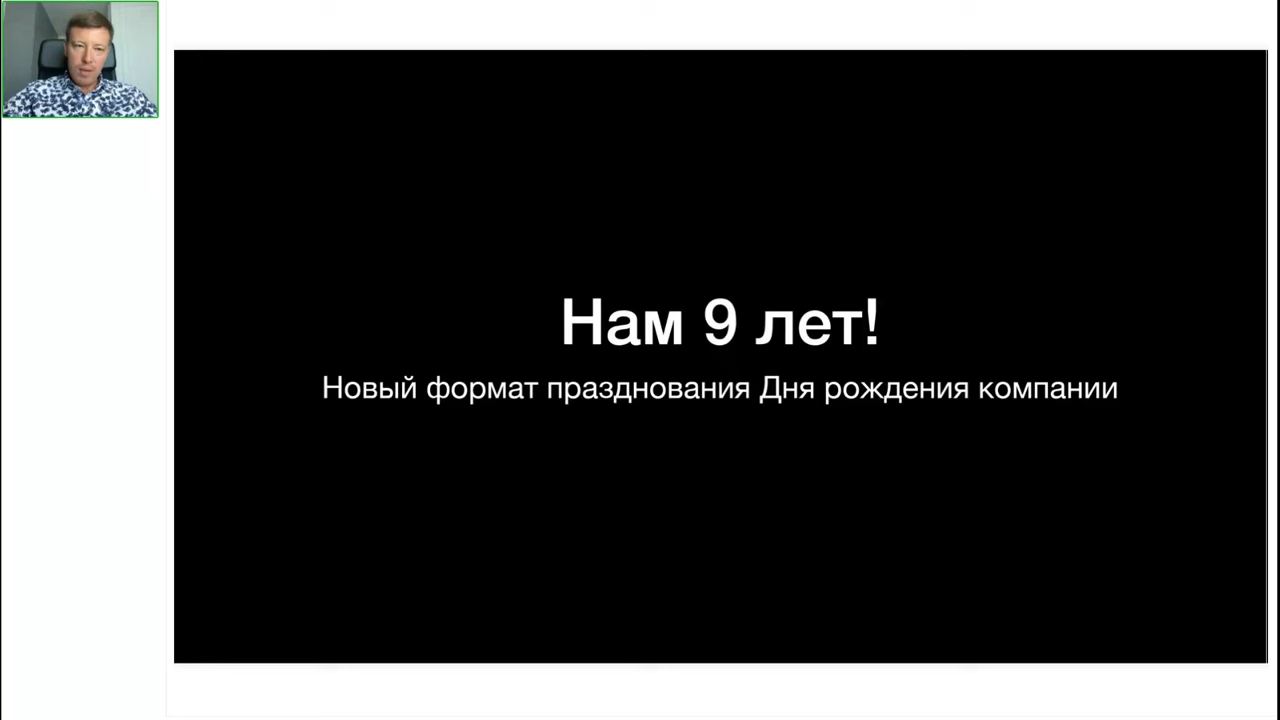 Нам 9 лет!
Новый формат празднования Дня рождения компании